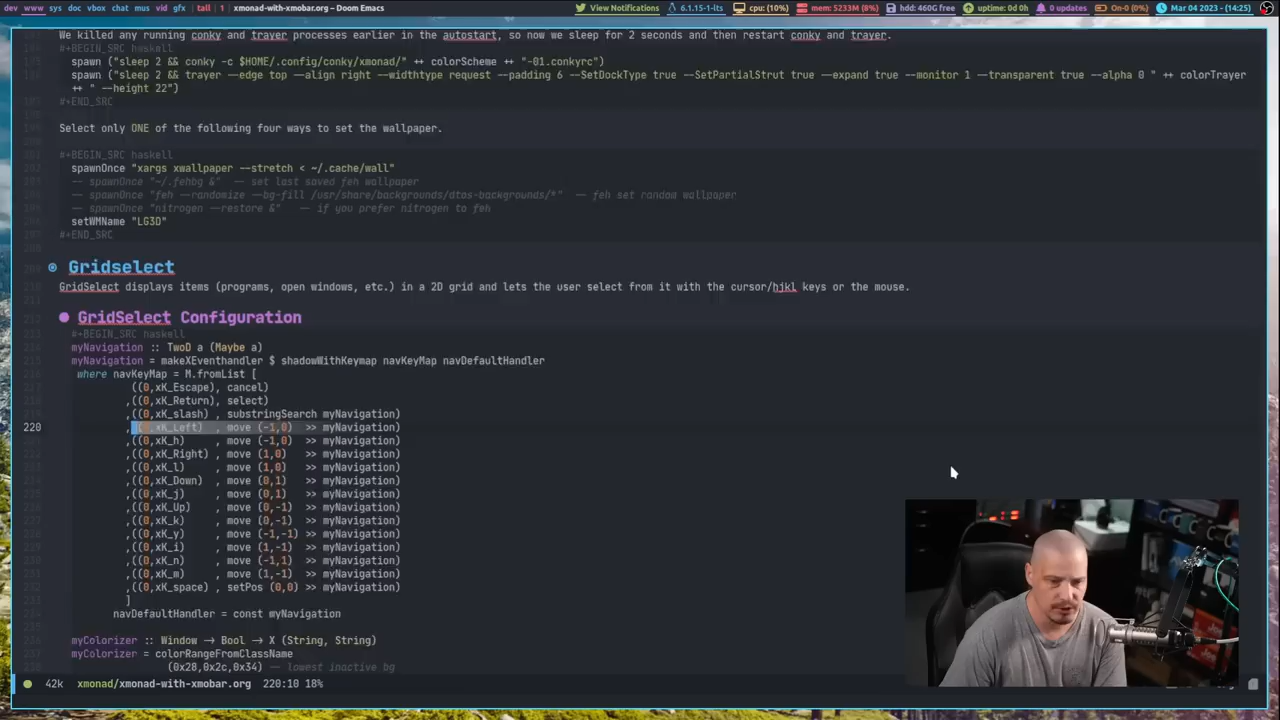 dev www sys doc vbox chat mus vid gfx | tall | 1 | xmonad-with-xmobar.org – Doom Emacs View Notifications 6.1.15-1-lts cpu: (10%) mem: 5233M (8%) hdd: 460G free uptime: 0d 0h 0 updates On-0 (0%) Mar 04 2023 - (14:25)
We killed any running conky and trayer processes earlier in the autostart, so now we sleep for 2 seconds and then restart conky and trayer.
#+BEGIN_SRC haskell
spawn ("sleep 2 && conky -c $HOME/.config/conky/xmonad/" ++ colorScheme ++ "-01.conkyrc")
spawn ("sleep 2 && trayer --edge top --align right --widthtype request --padding 6 --SetDockType true --SetPartialStrut true --expand true --monitor 1 --transparent true --alpha 0 " ++ colorTrayer
++ " --height 22")
#+END_SRC
Select only ONE of the following four ways to set the wallpaper.
#+BEGIN_SRC haskell
spawnOnce "xargs xwallpaper --stretch < ~/.cache/wall"
-- spawnOnce "~/.fehbg &" -- set last saved feh wallpaper
-- spawnOnce "feh --randomize --bg-fill /usr/share/backgrounds/dtos-backgrounds/*" -- feh set random wallpaper
-- spawnOnce "nitrogen --restore &" -- if you prefer nitrogen to feh
setWMName "LG3D"
#+END_SRC
Gridselect
GridSelect displays items (programs, open windows, etc.) in a 2D grid and lets the user select from it with the cursor/hjkl keys or the mouse.
GridSelect Configuration
#+BEGIN_SRC haskell
myNavigation :: TwoD a (Maybe a)
myNavigation = makeXEventhandler $ shadowWithKeymap navKeyMap navDefaultHandler
where navKeyMap = M.fromList [
((0,xK_Escape), cancel)
,((0,xK_Return), select)
,((0,xK_slash) , substringSearch myNavigation)
220 ,((0,xK_Left) , move (-1,0) >> myNavigation)
,((0,xK_h) , move (-1,0) >> myNavigation)
,((0,xK_Right) , move (1,0) >> myNavigation)
,((0,xK_l) , move (1,0) >> myNavigation)
,((0,xK_Down) , move (0,1) >> myNavigation)
,((0,xK_j) , move (0,1) >> myNavigation)
,((0,xK_Up) , move (0,-1) >> myNavigation)
,((0,xK_k) , move (0,-1) >> myNavigation)
,((0,xK_y) , move (-1,-1) >> myNavigation)
,((0,xK_i) , move (1,-1) >> myNavigation)
,((0,xK_n) , move (-1,1) >> myNavigation)
,((0,xK_m) , move (1,-1) >> myNavigation)
,((0,xK_space) , setPos (0,0) >> myNavigation)
]
navDefaultHandler = const myNavigation
myColorizer :: Window → Bool → X (String, String)
myColorizer = colorRangeFromClassName
(0x28,0x2c,0x34) -- lowest inactive bg
42k xmonad/xmonad-with-xmobar.org 220:10 18%